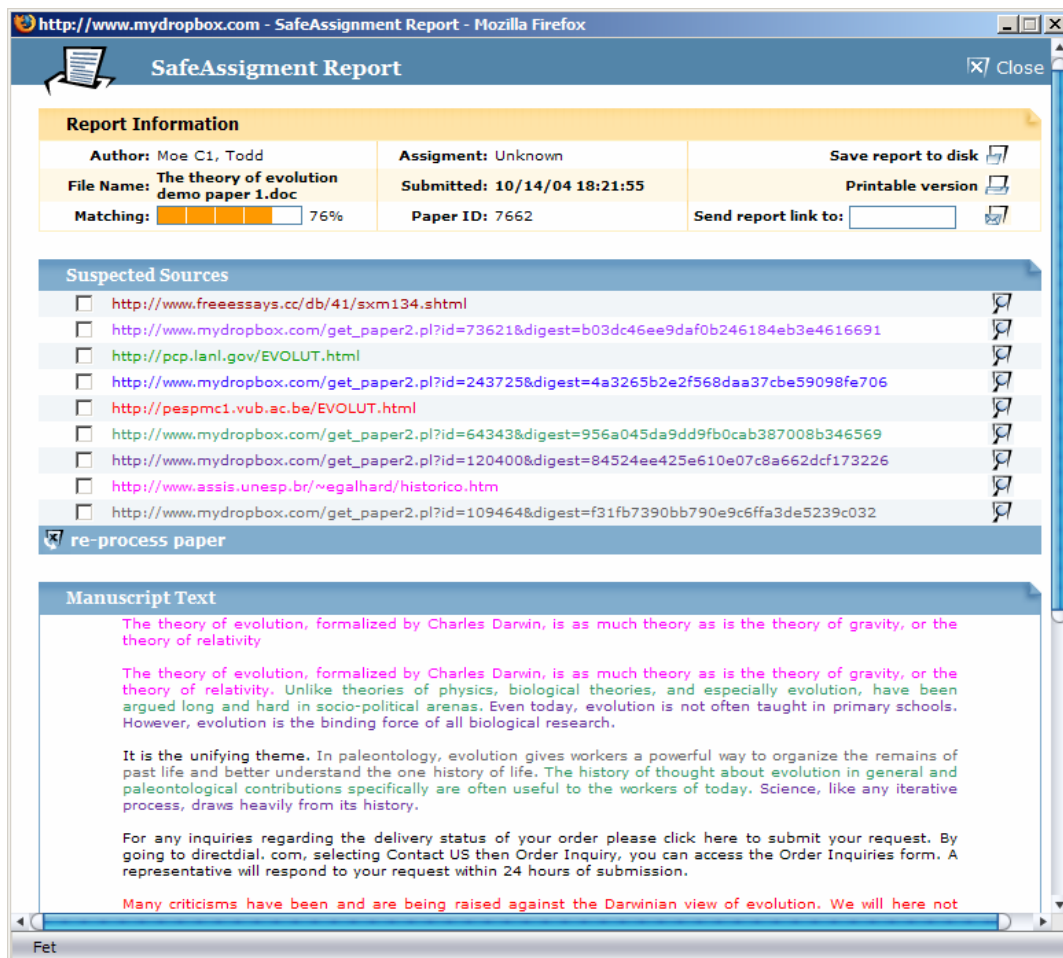 http://www.mydropbox.com - SafeAssignment Report - Mozilla Firefox
SafeAssigment Report
Close
Report Information
Author: Moe C1, Todd
Assigment: Unknown
Save report to disk
File Name: The theory of evolution
demo paper 1.doc
Submitted: 10/14/04 18:21:55
Printable version
Matching: 76%
Paper ID: 7662
Send report link to:
Suspected Sources
http://www.freeessays.cc/db/41/sxm134.shtml
http://www.mydropbox.com/get_paper2.pl?id=73621&digest=b03dc46ee9daf0b246184eb3e4616691
http://pcp.lanl.gov/EVOLUT.html
http://www.mydropbox.com/get_paper2.pl?id=243725&digest=4a3265b2e2f568daa37cbe59098fe706
http://pespmc1.vub.ac.be/EVOLUT.html
http://www.mydropbox.com/get_paper2.pl?id=64343&digest=956a045da9dd9fb0cab387008b346569
http://www.mydropbox.com/get_paper2.pl?id=120400&digest=84524ee425e610e07c8a662dcf173226
http://www.assis.unesp.br/~egalhard/historico.htm
http://www.mydropbox.com/get_paper2.pl?id=109464&digest=f31fb7390bb790e9c6ffa3de5239c032
re-process paper
Manuscript Text
The theory of evolution, formalized by Charles Darwin, is as much theory as is the theory of gravity, or the
theory of relativity
The theory of evolution, formalized by Charles Darwin, is as much theory as is the theory of gravity, or the
theory of relativity. Unlike theories of physics, biological theories, and especially evolution, have been
argued long and hard in socio-political arenas. Even today, evolution is not often taught in primary schools.
However, evolution is the binding force of all biological research.
It is the unifying theme. In paleontology, evolution gives workers a powerful way to organize the remains of
past life and better understand the one history of life. The history of thought about evolution in general and
paleontological contributions specifically are often useful to the workers of today. Science, like any iterative
process, draws heavily from its history.
For any inquiries regarding the delivery status of your order please click here to submit your request. By
going to directdial. com, selecting Contact US then Order Inquiry, you can access the Order Inquiries form. A
representative will respond to your request within 24 hours of submission.
Many criticisms have been and are being raised against the Darwinian view of evolution. We will here not
Fet